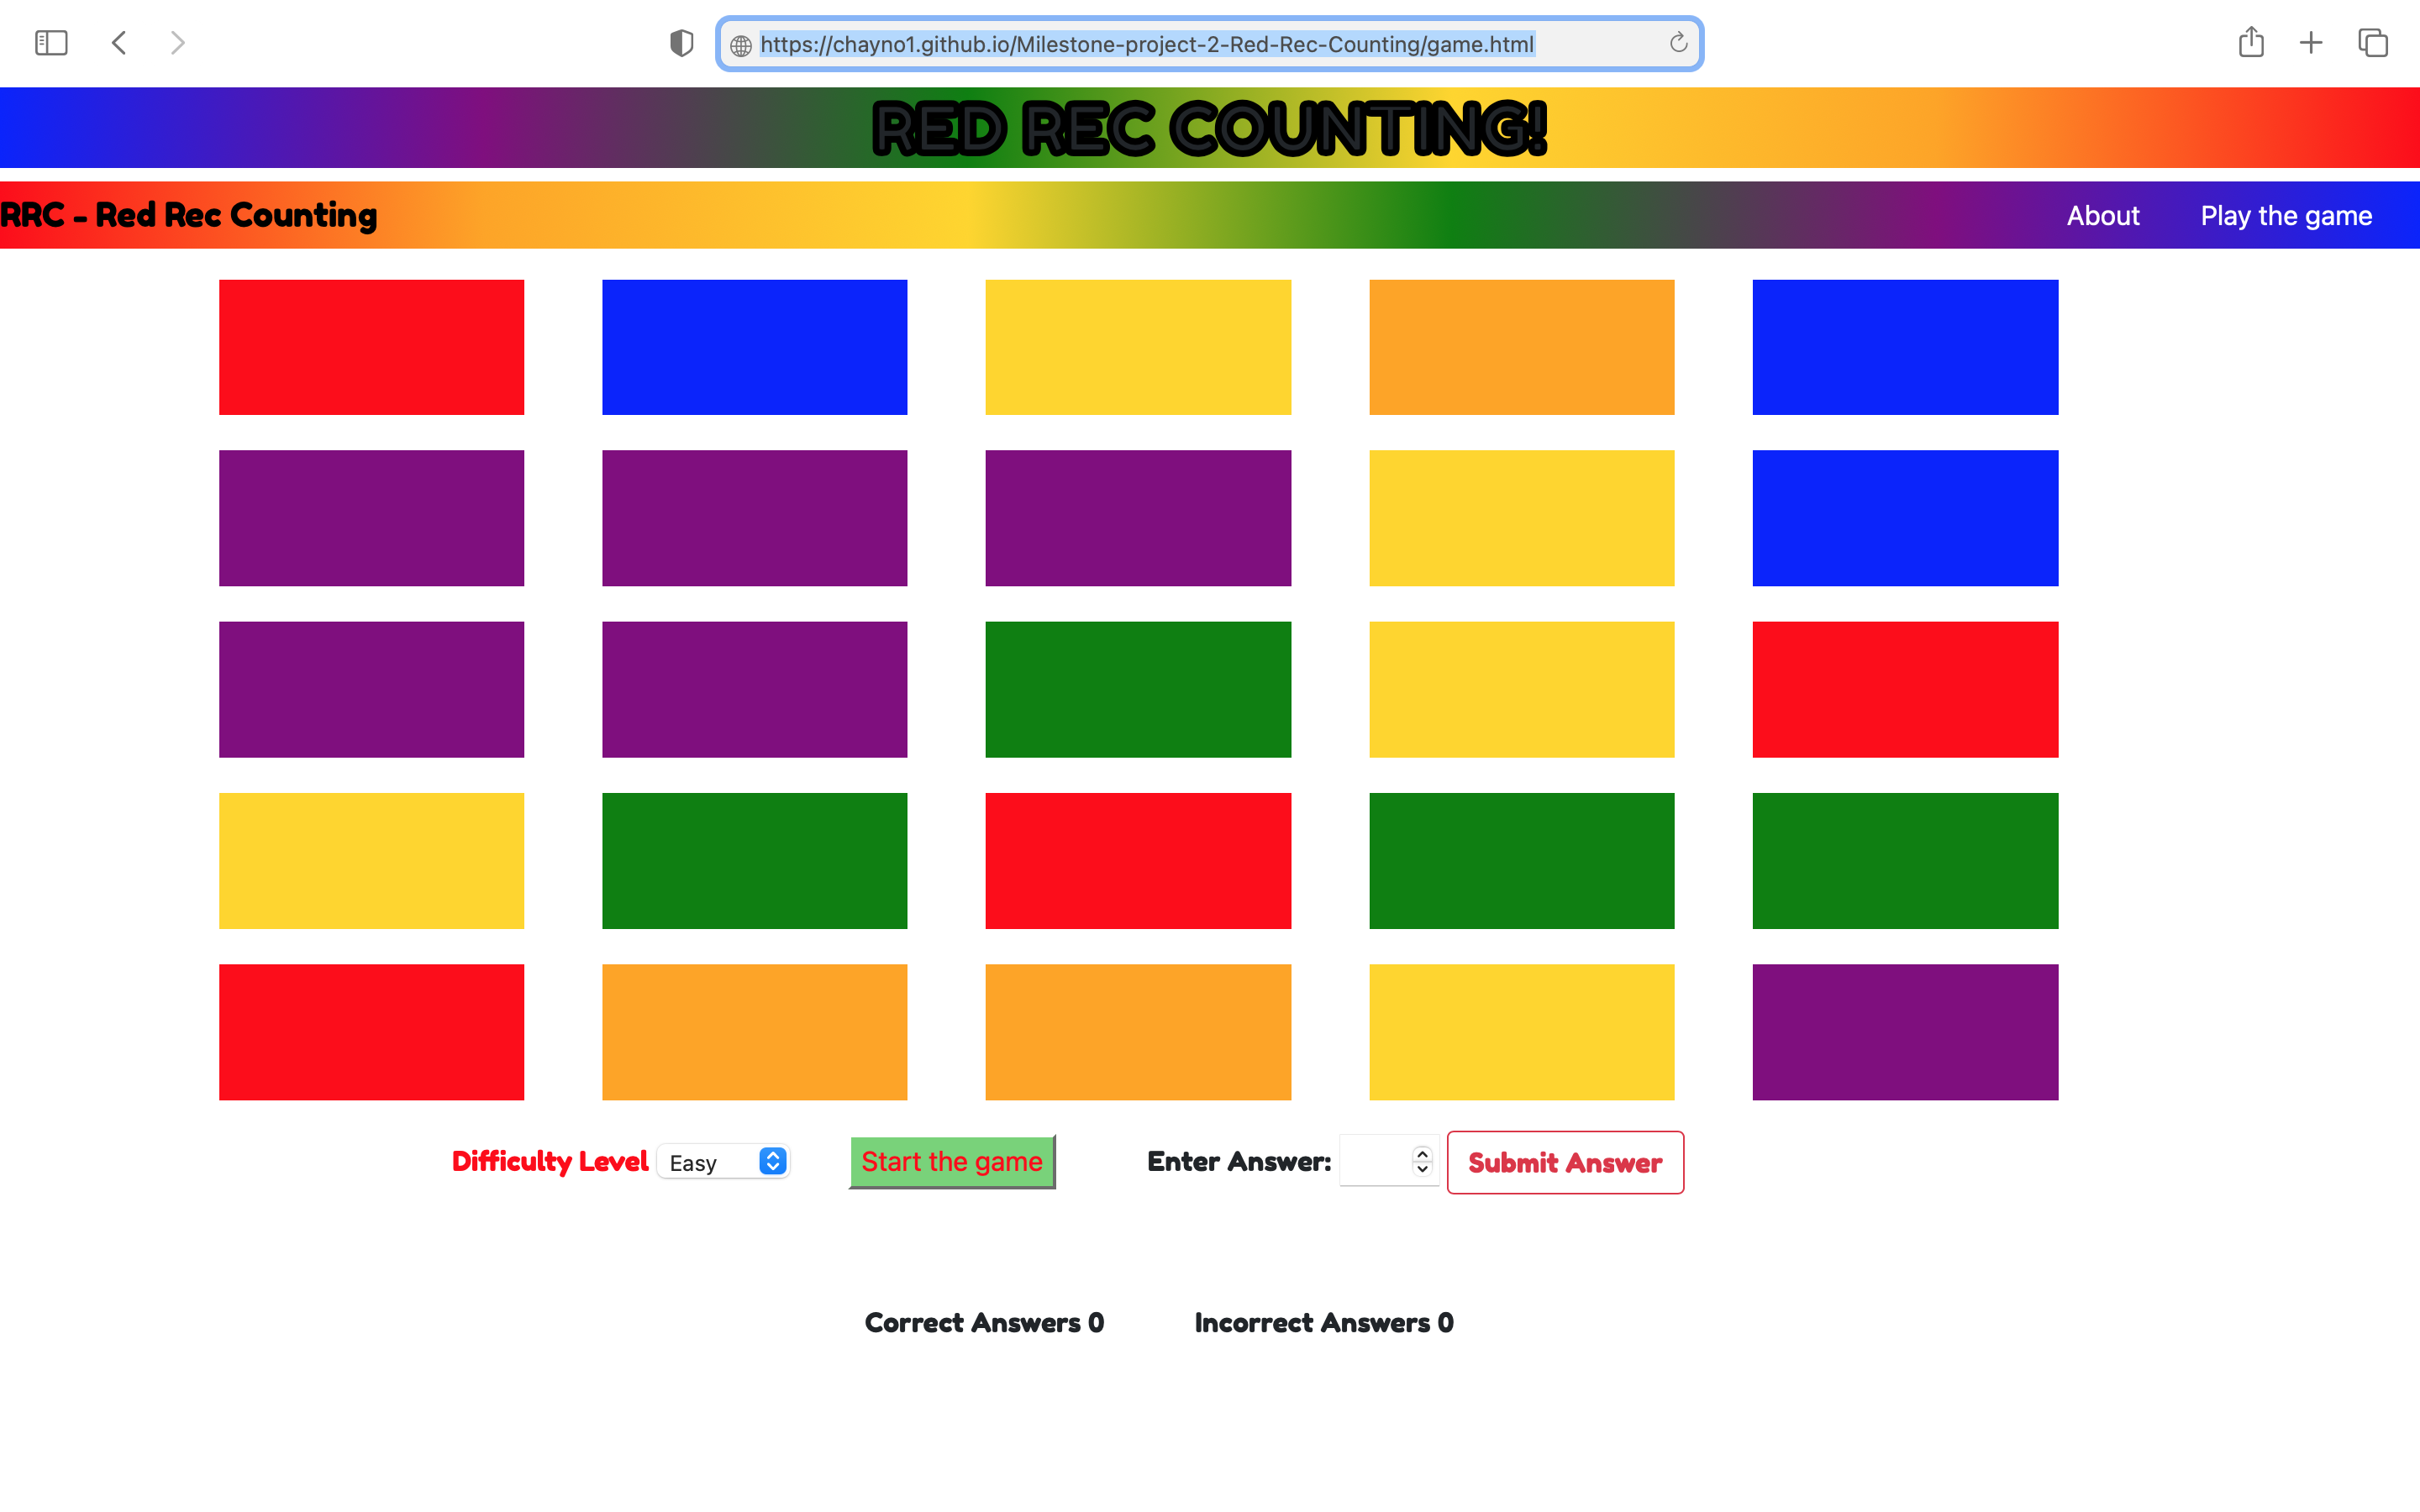 https://chayno1.github.io/Milestone-project-2-Red-Rec-Counting/game.html
RED REC COUNTING!
RRC - Red Rec Counting About Play the game
Difficulty Level Easy Start the game Enter Answer: Submit Answer
Correct Answers 0 Incorrect Answers 0